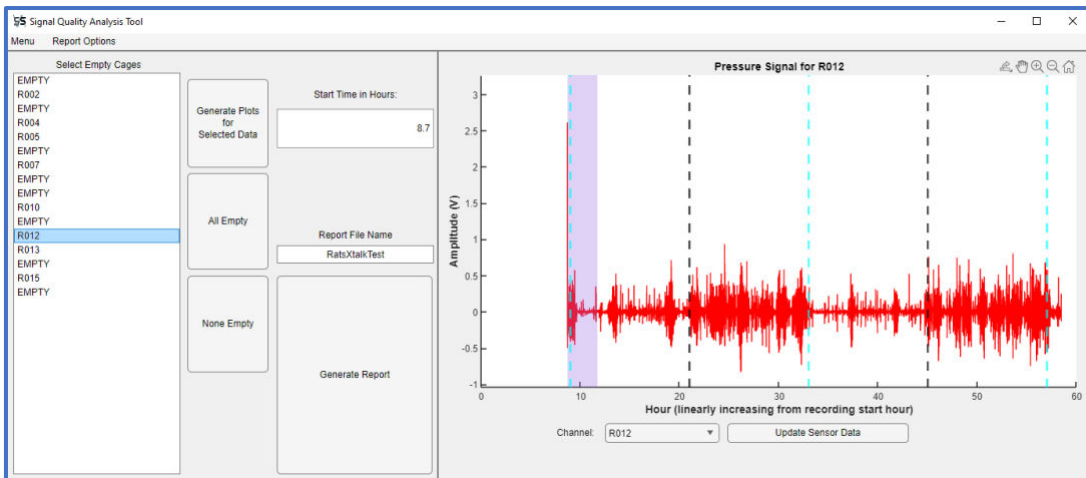 Signal Quality Analysis Tool
Menu Report Options
Select Empty Cages
EMPTY
R002
EMPTY
R004
R005
EMPTY
R007
EMPTY
EMPTY
R010
EMPTY
R012
R013
EMPTY
R015
EMPTY
Generate Plots
for
Selected Data
All Empty
None Empty
Start Time in Hours:
8.7
Report File Name
RatsXtalkTest
Generate Report
Pressure Signal for R012
Amplitude (V)
3
2.5
2
1.5
1
0.5
0
-0.5
-1
0 10 20 30 40 50 60
Hour (linearly increasing from recording start hour)
Channel: R012 Update Sensor Data